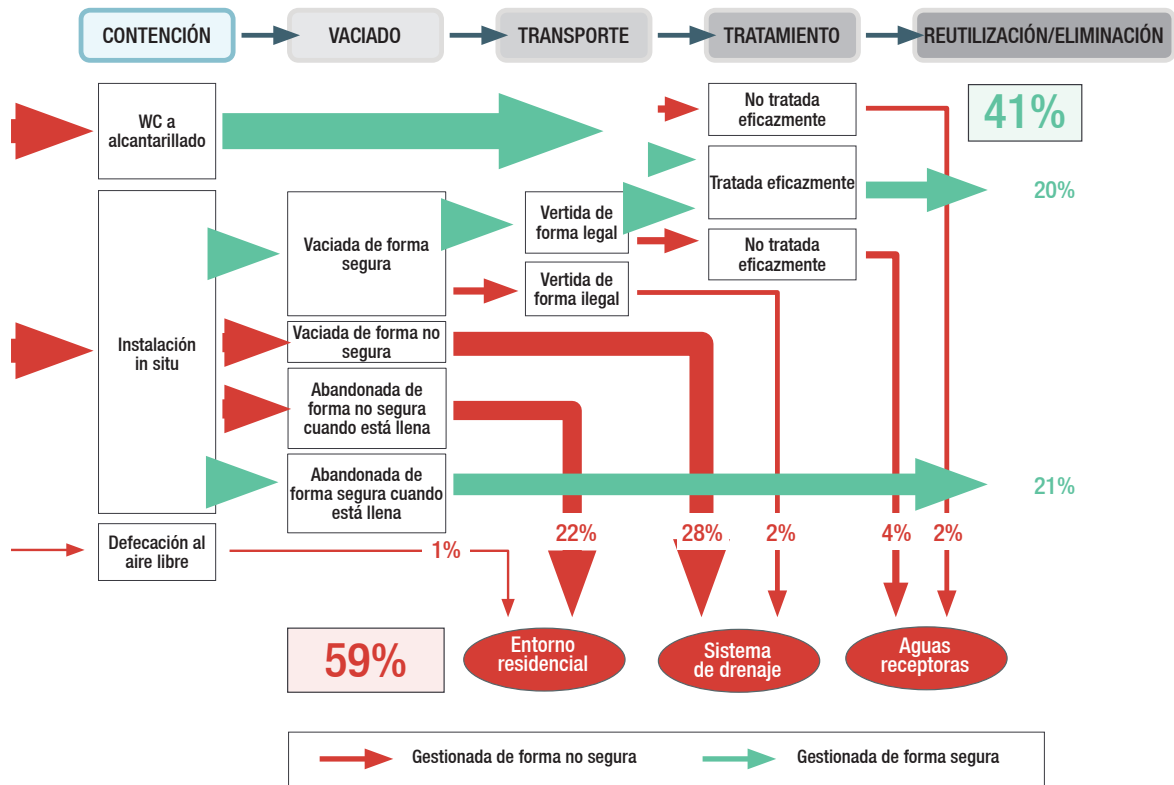 CONTENCIÓN
VACIADO
TRANSPORTE
TRATAMIENTO
REUTILIZACIÓN/ELIMINACIÓN
WC a
alcantarillado
No tratada
eficazmente
41%
Tratada eficazmente
20%
Vaciada de forma
segura
Vertida de
forma legal
No tratada
eficazmente
Vertida de
forma ilegal
Instalación
in situ
Vaciada de forma no
segura
Abandonada de
forma no segura
cuando está llena
Abandonada de
forma segura cuando
está llena
21%
Defecación al
aire libre
1%
22%
28%
2%
4%
2%
59%
Entorno
residencial
Sistema
de drenaje
Aguas
receptoras
Gestionada de forma no segura
Gestionada de forma segura